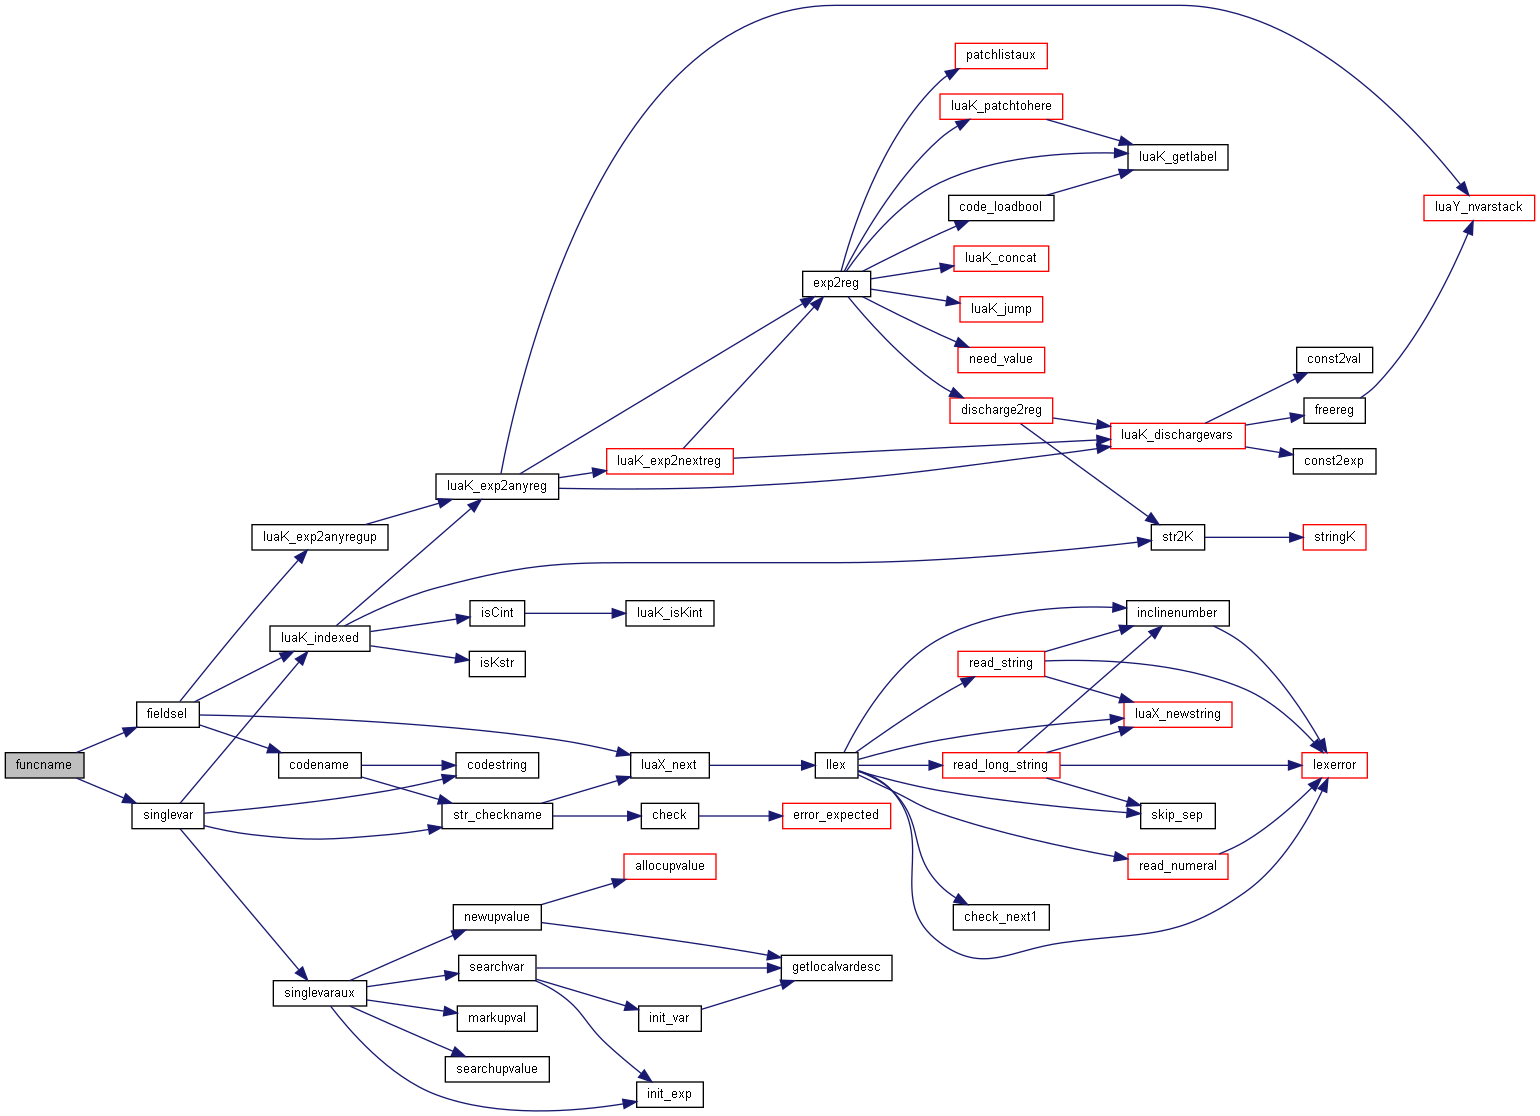 patchlistaux
luaK_patchtohere
luaK_getlabel
code_loadbool
luaY_nvarstack
luaK_concat
exp2reg
luaK_jump
need_value
const2val
discharge2reg
freereg
luaK_dischargevars
luaK_exp2nextreg
const2exp
luaK_exp2anyreg
luaK_exp2anyregup
str2K
stringK
isCint
luaK_isKint
inclinenumber
luaK_indexed
isKstr
read_string
fieldsel
luaX_newstring
funcname
codename
codestring
luaX_next
llex
read_long_string
lexerror
singlevar
str_checkname
check
error_expected
skip_sep
allocupvalue
read_numeral
newupvalue
check_next1
searchvar
getlocalvardesc
singlevaraux
markupval
init_var
searchupvalue
init_exp